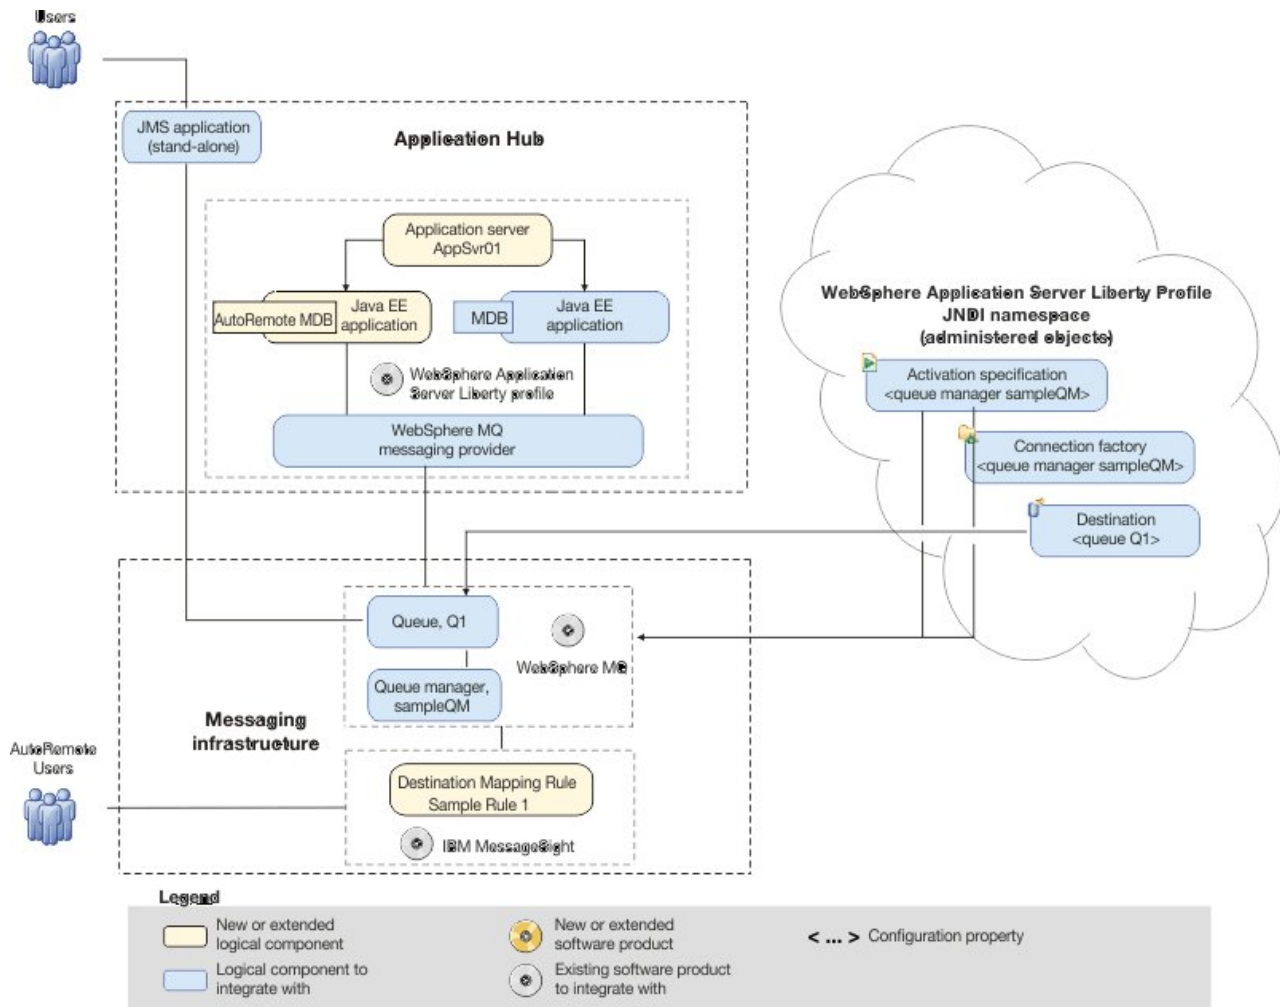 Users
JMS application
(stand-alone)
Application Hub
Application server
AppSvr01
AutoRemote MDB
Java EE
application
MDB
Java EE
application
WebSphere Application
Server Liberty profile
WebSphere MQ
messaging provider
WebSphere Application Server Liberty Profile
JNDI namespace
(administered objects)
Activation specification
<queue manager sampleQM>
Connection factory
<queue manager sampleQM>
Destination
<queue Q1>
Queue, Q1
WebSphere MQ
Queue manager,
sampleQM
Messaging
infrastructure
AutoRemote
Users
Destination Mapping Rule
Sample Rule 1
IBM MessageSight
Legend
New or extended
logical component
Logical component to
integrate with
New or extended
software product
Existing software product
to integrate with
< ... > Configuration property